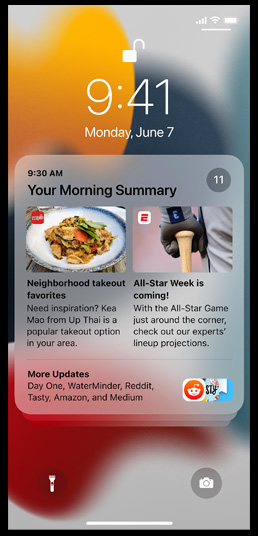 9:41
Monday, June 7
9:30 AM
Your Morning Summary
11
Neighborhood takeout
favorites
Need inspiration? Kea
Mao from Up Thai is a
popular takeout option
in your area.
All-Star Week is
coming!
With the All-Star Game
just around the corner,
check out our experts'
lineup projections.
More Updates
Day One, WaterMinder, Reddit,
Tasty, Amazon, and Medium